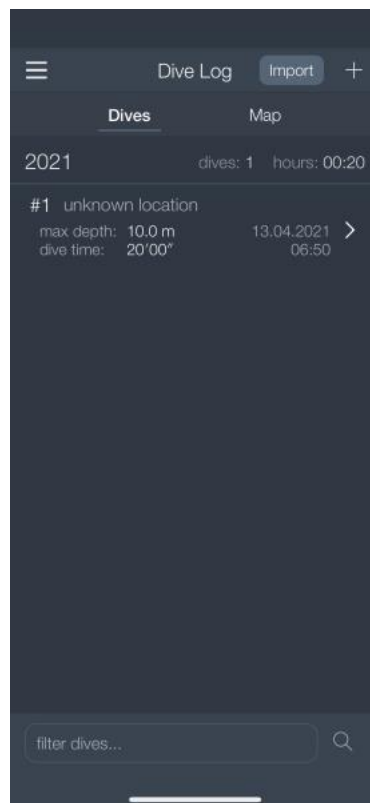 Dive Log Import +
Dives Map
2021 dives: 1 hours: 00:20
#1 unknown location
max depth: 10.0 m 13.04.2021
dive time: 20'00" 06:50
filter dives...